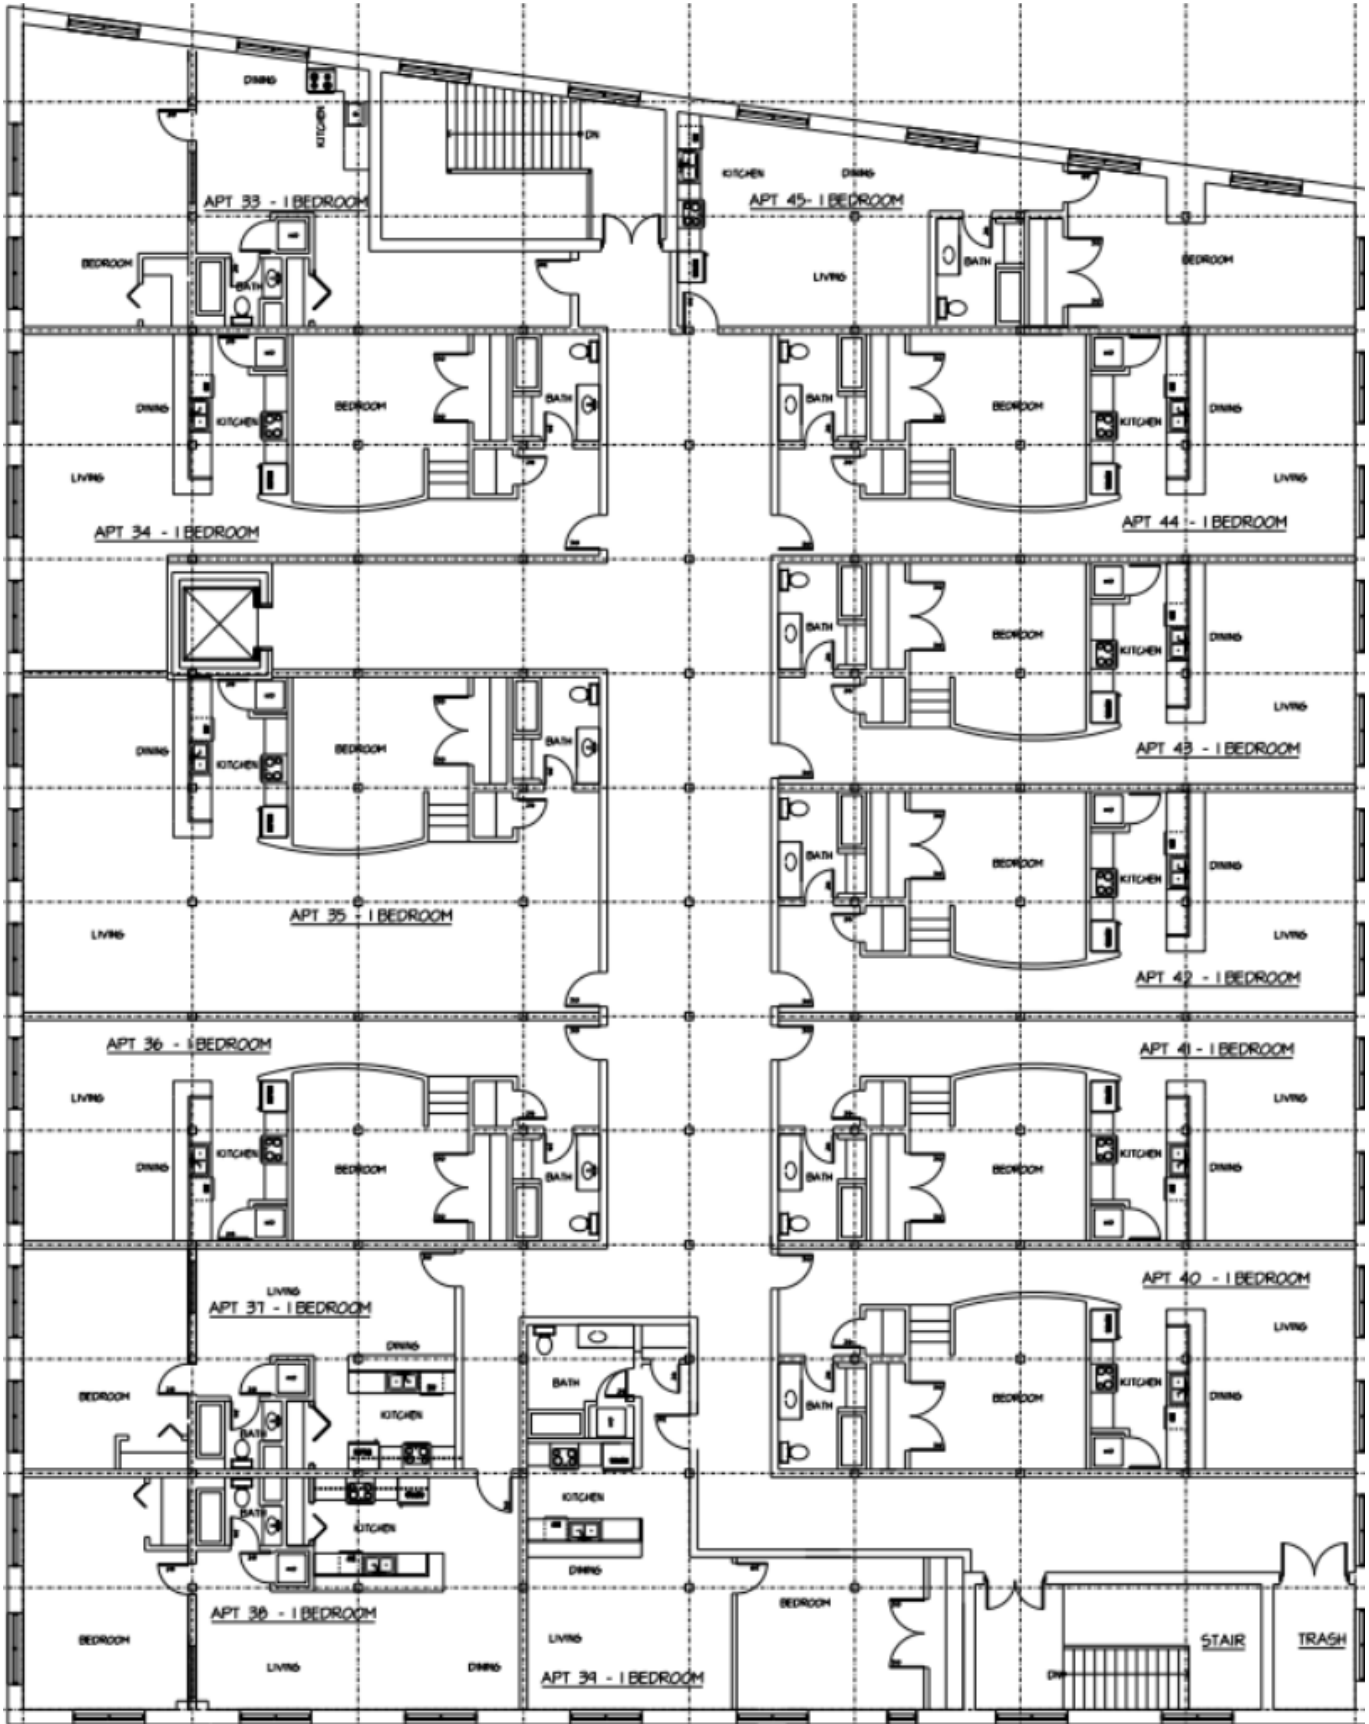 DINING
KITCHEN
DN
KITCHEN
DINING
APT 33 - 1 BEDROOM
APT 45- 1 BEDROOM
BEDROOM
BATH
LIVING
BATH
BEDROOM
DINING
KITCHEN
BEDROOM
BATH
BATH
BEDROOM
KITCHEN
DINING
LIVING
LIVING
APT 34 - 1 BEDROOM
APT 44 - 1 BEDROOM
BATH
BEDROOM
KITCHEN
DINING
LIVING
DINING
KITCHEN
BEDROOM
BATH
APT 43 - 1 BEDROOM
BATH
BEDROOM
KITCHEN
DINING
APT 35 - 1 BEDROOM
LIVING
LIVING
APT 42 - 1 BEDROOM
APT 36 - 1 BEDROOM
APT 41 - 1 BEDROOM
LIVING
LIVING
DINING
KITCHEN
BEDROOM
BATH
BATH
BEDROOM
KITCHEN
DINING
LIVING
APT 37 - 1 BEDROOM
APT 40 - 1 BEDROOM
LIVING
DINING
BEDROOM
BATH
KITCHEN
BATH
BATH
BEDROOM
KITCHEN
DINING
BATH
KITCHEN
KITCHEN
DINING
APT 38 - 1 BEDROOM
BEDROOM
BEDROOM
LIVING
DINING
LIVING
APT 39 - 1 BEDROOM
DN
STAIR
TRASH